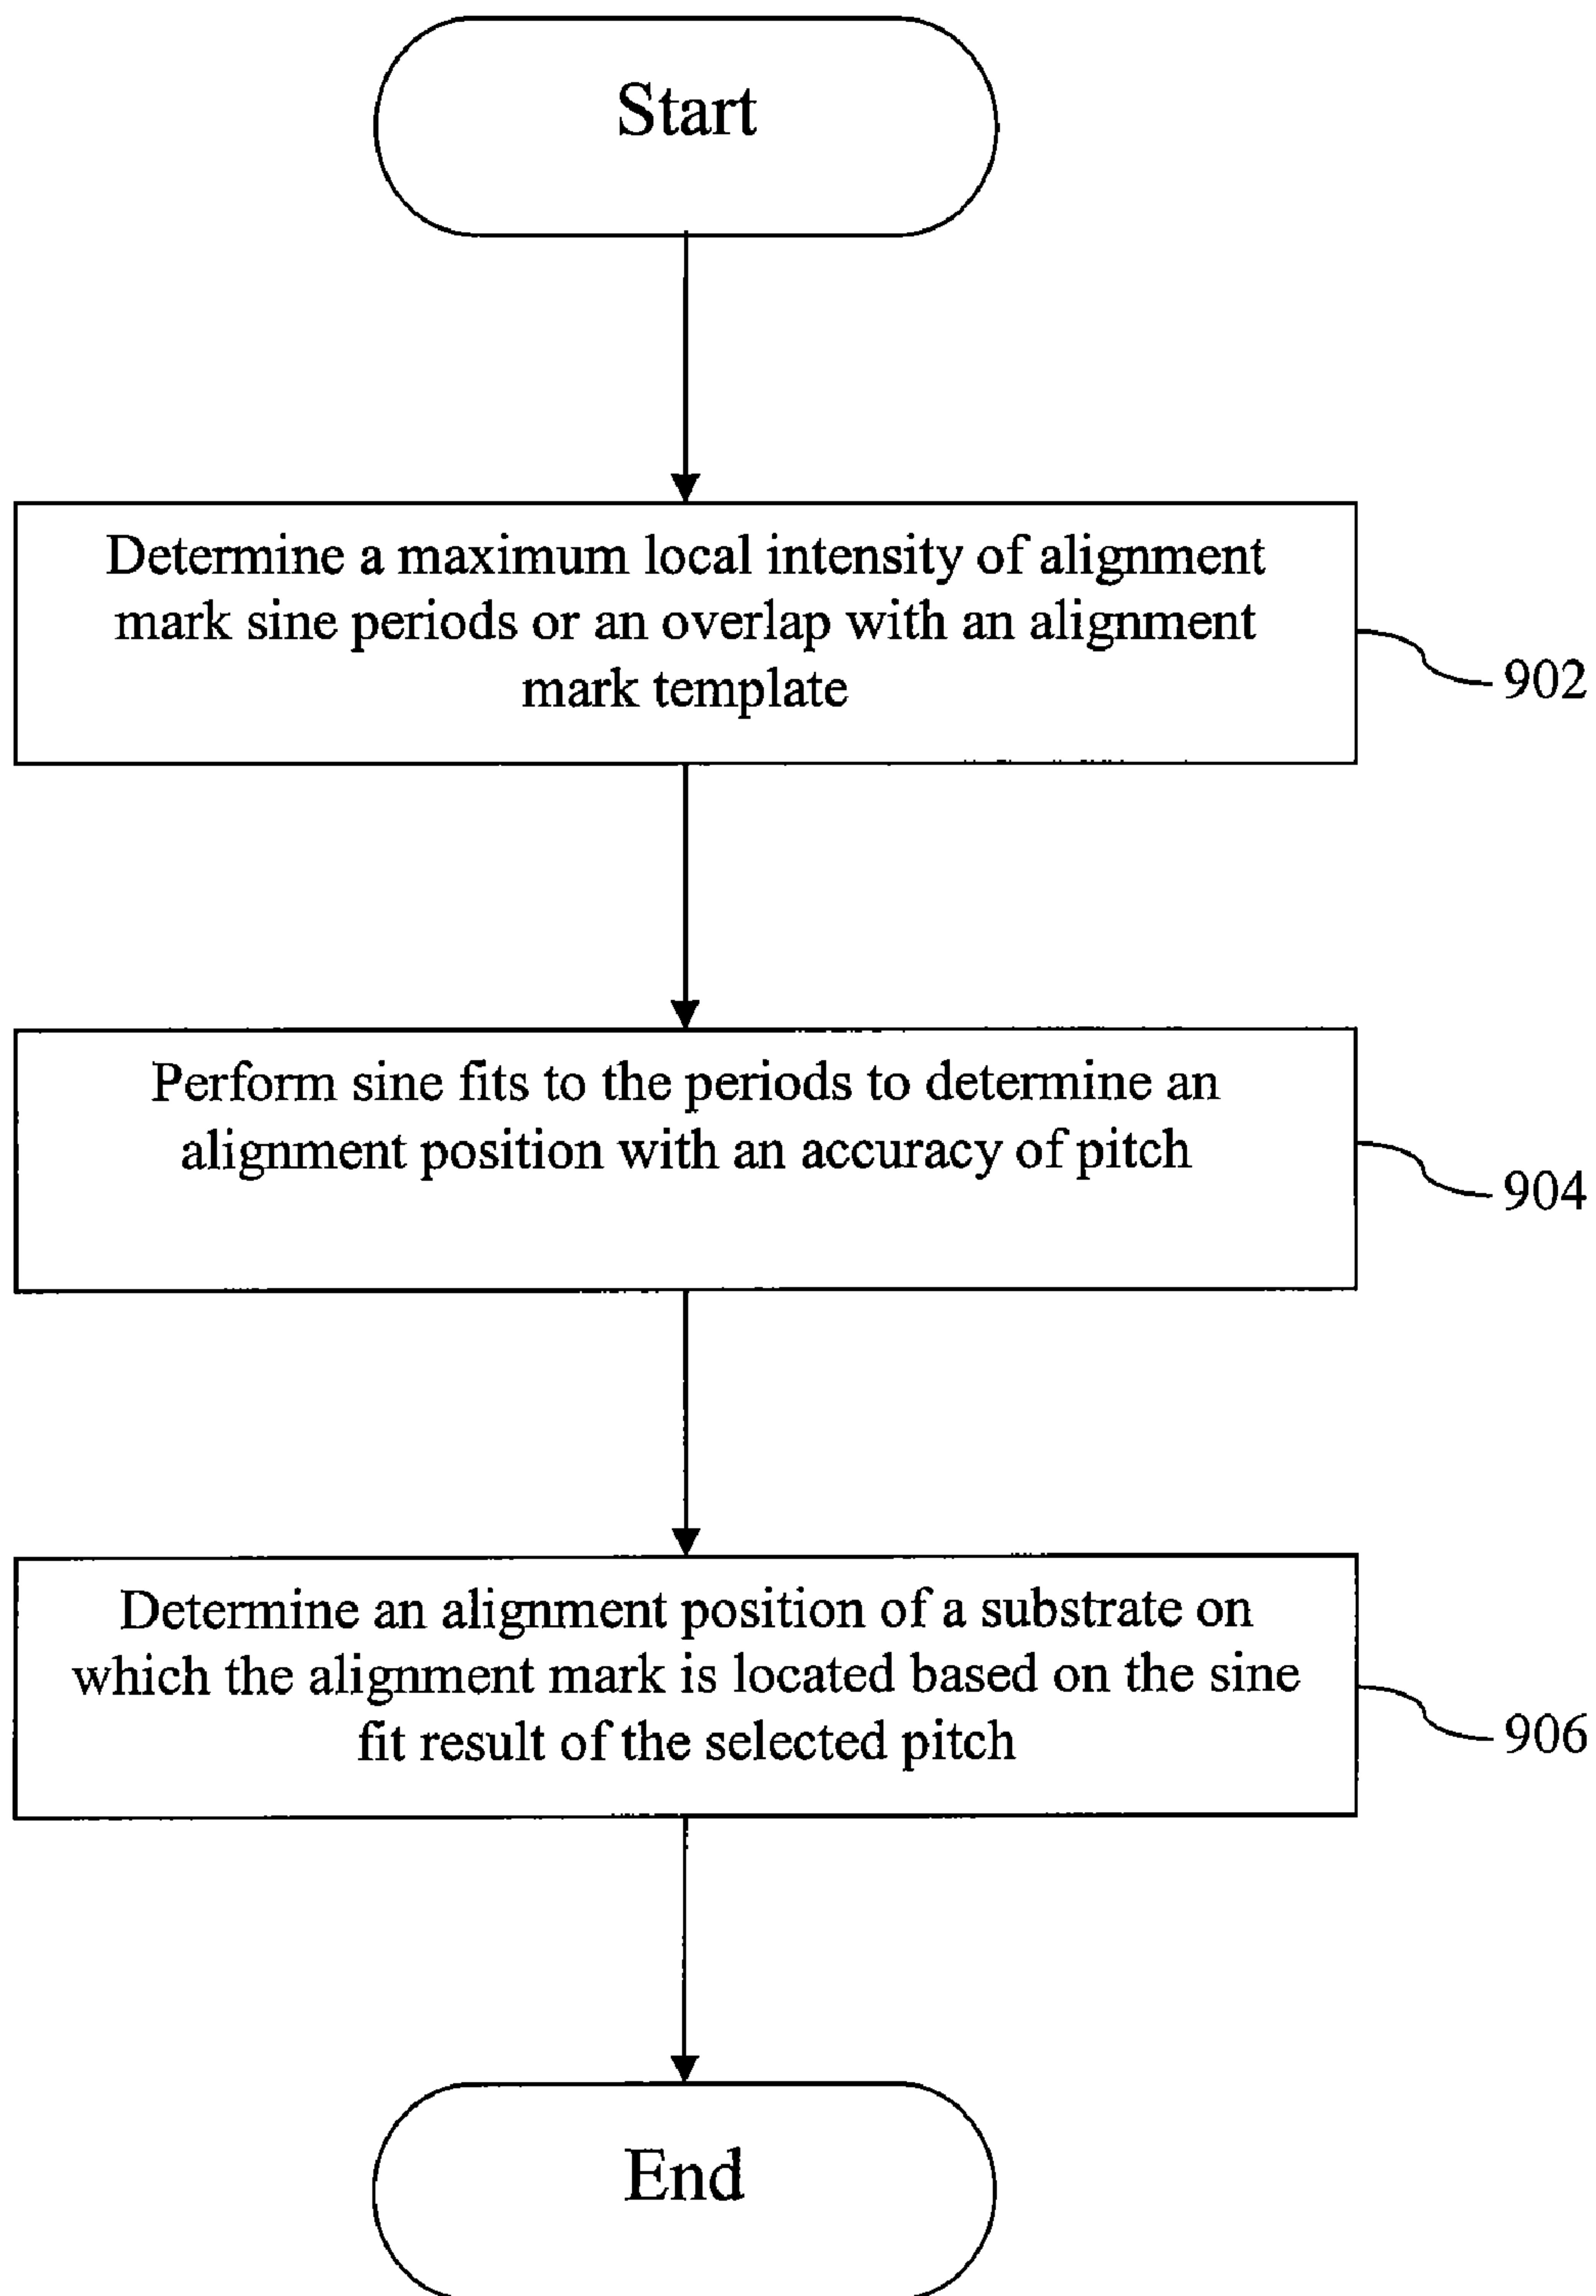 Start
Determine a maximum local intensity of alignment
mark sine periods or an overlap with an alignment
mark template
902
Perform sine fits to the periods to determine an
alignment position with an accuracy of pitch
904
Determine an alignment position of a substrate on
which the alignment mark is located based on the sine
fit result of the selected pitch
906
End